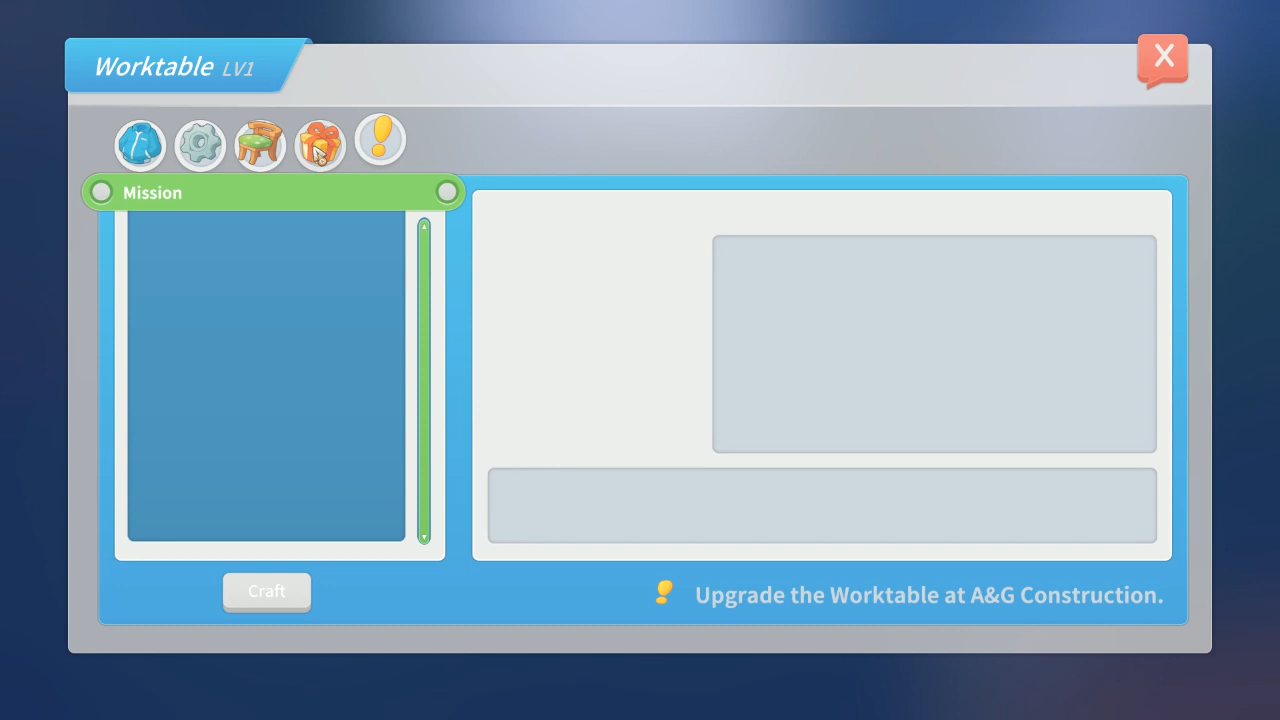 Worktable LV1
X
Mission
Craft
Upgrade the Worktable at A&G Construction.